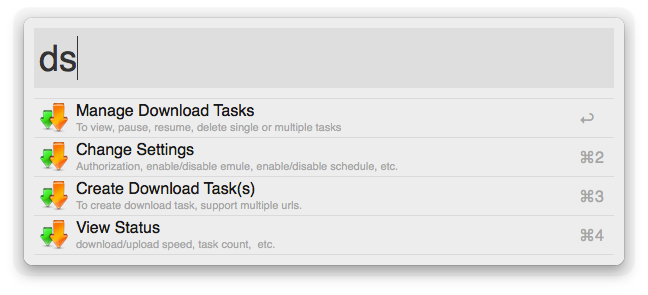 ds
Manage Download Tasks
To view, pause, resume, delete single or multiple tasks
↩
Change Settings
Authorization, enable/disable emule, enable/disable schedule, etc.
⌘2
Create Download Task(s)
To create download task, support multiple urls.
⌘3
View Status
download/upload speed, task count,  etc.
⌘4